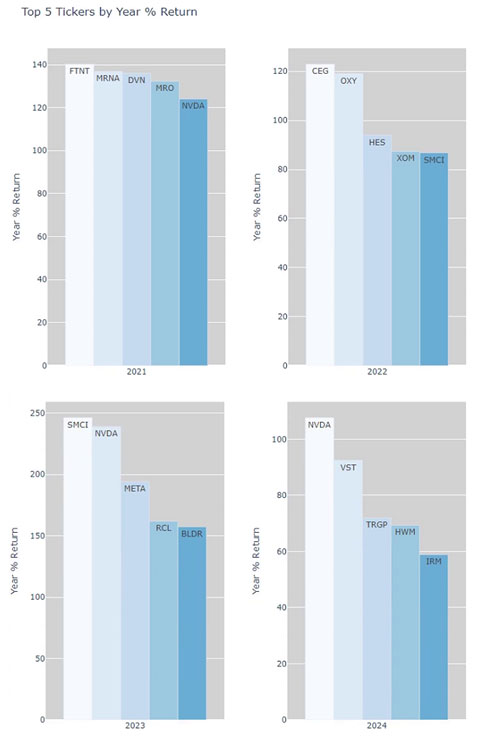 Top 5 Tickers by Year % Return
Year % Return
140
120
100
80
60
40
20
0
FTNT
MRNA
DVN
MRO
NVDA
2021
Year % Return
120
100
80
60
40
20
0
CEG
OXY
HES
XOM
SMCI
2022
Year % Return
250
200
150
100
50
0
SMCI
NVDA
META
RCL
BLDR
2023
Year % Return
100
80
60
40
20
0
NVDA
VST
TRGP
HWM
IRM
2024